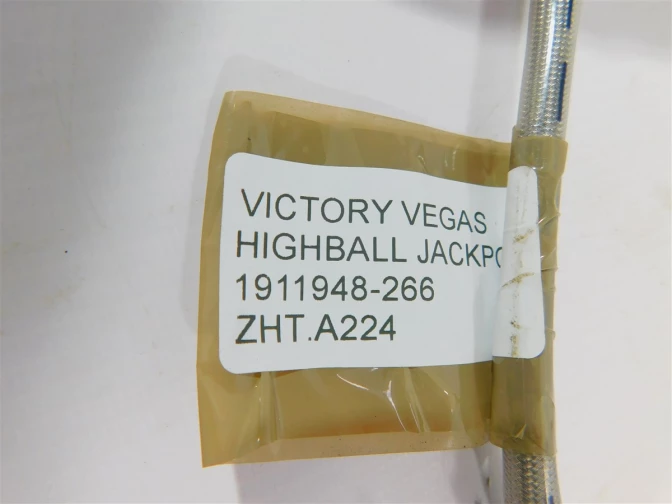 VICTORY VEGAS
HIGHBALL JACKPO
1911948-266
ZHT.A224